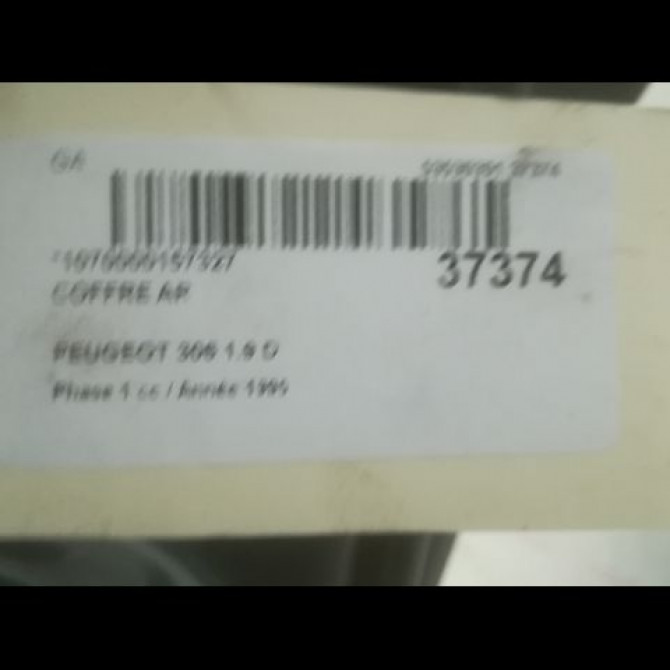 GA
37374
COFFRE AR
PEUGEOT 306 1.9 D
Phase 1 cc / Année 1995